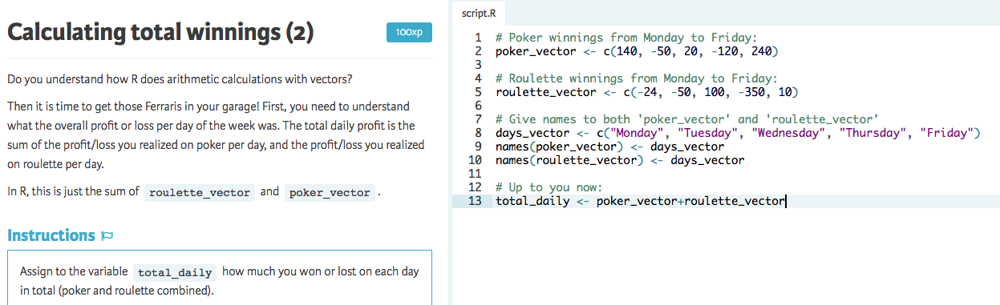 Calculating total winnings (2)
100xp
Do you understand how R does arithmetic calculations with vectors?
Then it is time to get those Ferraris in your garage! First, you need to understand
what the overall profit or loss per day of the week was. The total daily profit is the
sum of the profit/loss you realized on poker per day, and the profit/loss you realized
on roulette per day.
In R, this is just the sum of roulette_vector and poker_vector .
Instructions
Assign to the variable total_daily how much you won or lost on each day
in total (poker and roulette combined).
script.R
1 # Poker winnings from Monday to Friday:
2 poker_vector <- c(140, -50, 20, -120, 240)
3
4 # Roulette winnings from Monday to Friday:
5 roulette_vector <- c(-24, -50, 100, -350, 10)
6
7 # Give names to both 'poker_vector' and 'roulette_vector'
8 days_vector <- c("Monday", "Tuesday", "Wednesday", "Thursday", "Friday")
9 names(poker_vector) <- days_vector
10 names(roulette_vector) <- days_vector
11
12 # Up to you now:
13 total_daily <- poker_vector+roulette_vector